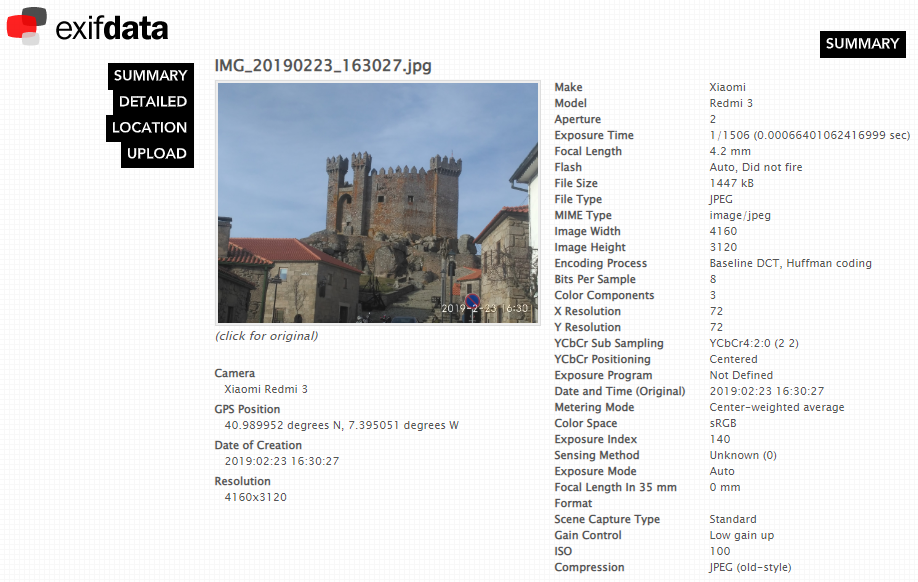 exifdata
SUMMARY
SUMMARY
DETAILED
LOCATION
UPLOAD
IMG_20190223_163027.jpg
2019-2-23 16:30
(click for original)
Camera
Xiaomi Redmi 3
GPS Position
40.989952 degrees N, 7.395051 degrees W
Date of Creation
2019:02:23 16:30:27
Resolution
4160x3120
Make Xiaomi
Model Redmi 3
Aperture 2
Exposure Time 1/1506 (0.00066401062416999 sec)
Focal Length 4.2 mm
Flash Auto, Did not fire
File Size 1447 kB
File Type JPEG
MIME Type image/jpeg
Image Width 4160
Image Height 3120
Encoding Process Baseline DCT, Huffman coding
Bits Per Sample 8
Color Components 3
X Resolution 72
Y Resolution 72
YCbCr Sub Sampling YCbCr4:2:0 (2 2)
YCbCr Positioning Centered
Exposure Program Not Defined
Date and Time (Original) 2019:02:23 16:30:27
Metering Mode Center-weighted average
Color Space sRGB
Exposure Index 140
Sensing Method Unknown (0)
Exposure Mode Auto
Focal Length In 35 mm 0 mm
Format
Scene Capture Type Standard
Gain Control Low gain up
ISO 100
Compression JPEG (old-style)